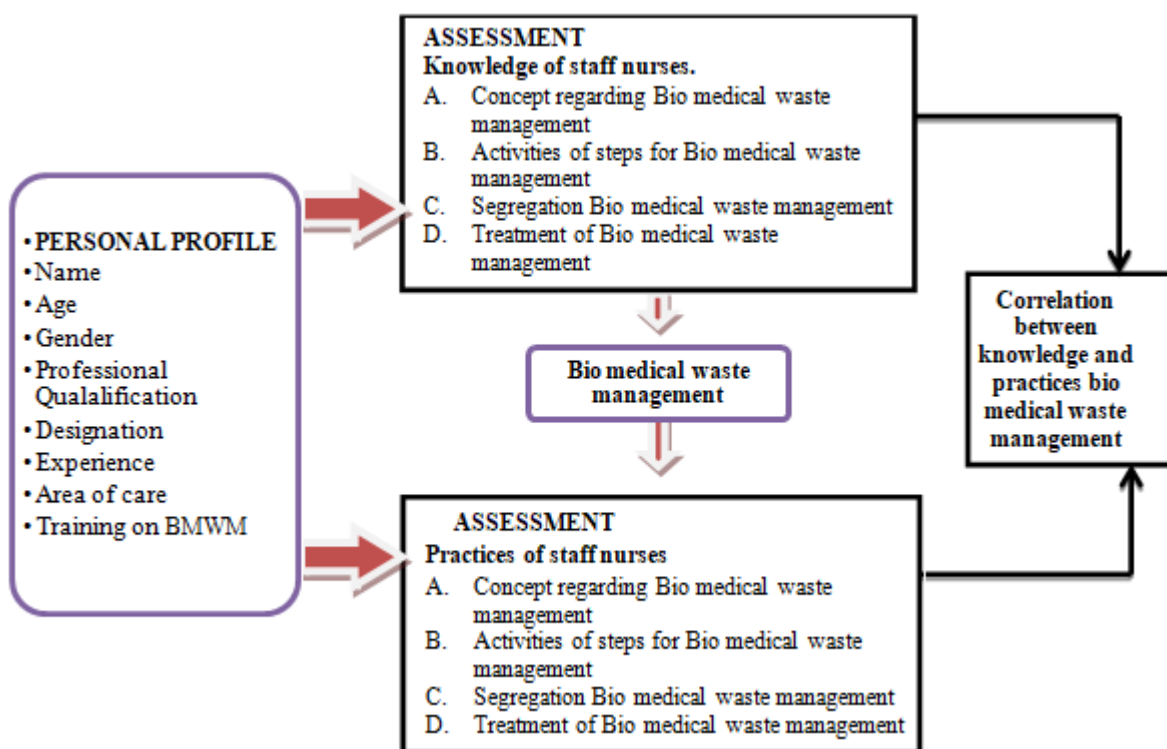 • PERSONAL PROFILE
• Name
• Age
• Gender
• Professional
Qualalification
• Designation
• Experience
• Area of care
• Training on BMWM
ASSESSMENT
Knowledge of staff nurses.
A. Concept regarding Bio medical waste
management
B. Activities of steps for Bio medical waste
management
C. Segregation Bio medical waste management
D. Treatment of Bio medical waste
management
Bio medical waste
management
ASSESSMENT
Practices of staff nurses
A. Concept regarding Bio medical waste
management
B. Activities of steps for Bio medical waste
management
C. Segregation Bio medical waste management
D. Treatment of Bio medical waste management
Correlation
between
knowledge and
practices bio
medical waste
management